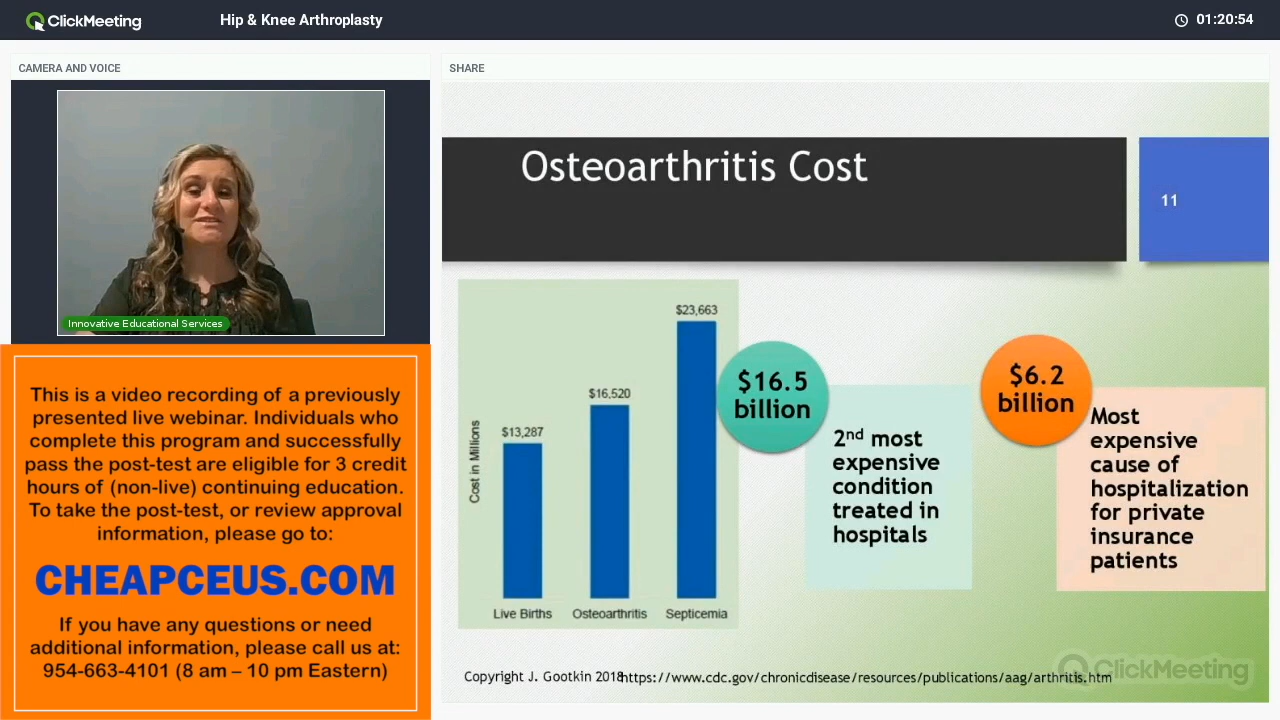 ClickMeeting
Hip & Knee Arthroplasty
01:20:54
CAMERA AND VOICE
Innovative Educational Services
This is a video recording of a previously
presented live webinar. Individuals who
complete this program and successfully
pass the post-test are eligible for 3 credit
hours of (non-live) continuing education.
To take the post-test, or review approval
information, please go to:
CHEAPCEUS.COM
If you have any questions or need
additional information, please call us at:
954-663-4101 (8 am – 10 pm Eastern)
SHARE
Osteoarthritis Cost
11
Cost in Millions
$13,287
$16,520
$23,663
Live Births
Osteoarthritis
Septicemia
$16.5
billion
2nd most
expensive
condition
treated in
hospitals
$6.2
billion
Most
expensive
cause of
hospitalization
for private
insurance
patients
Copyright J. Gootkin 2018
https://www.cdc.gov/chronicdisease/resources/publications/aag/arthritis.htm
ClickMeeting